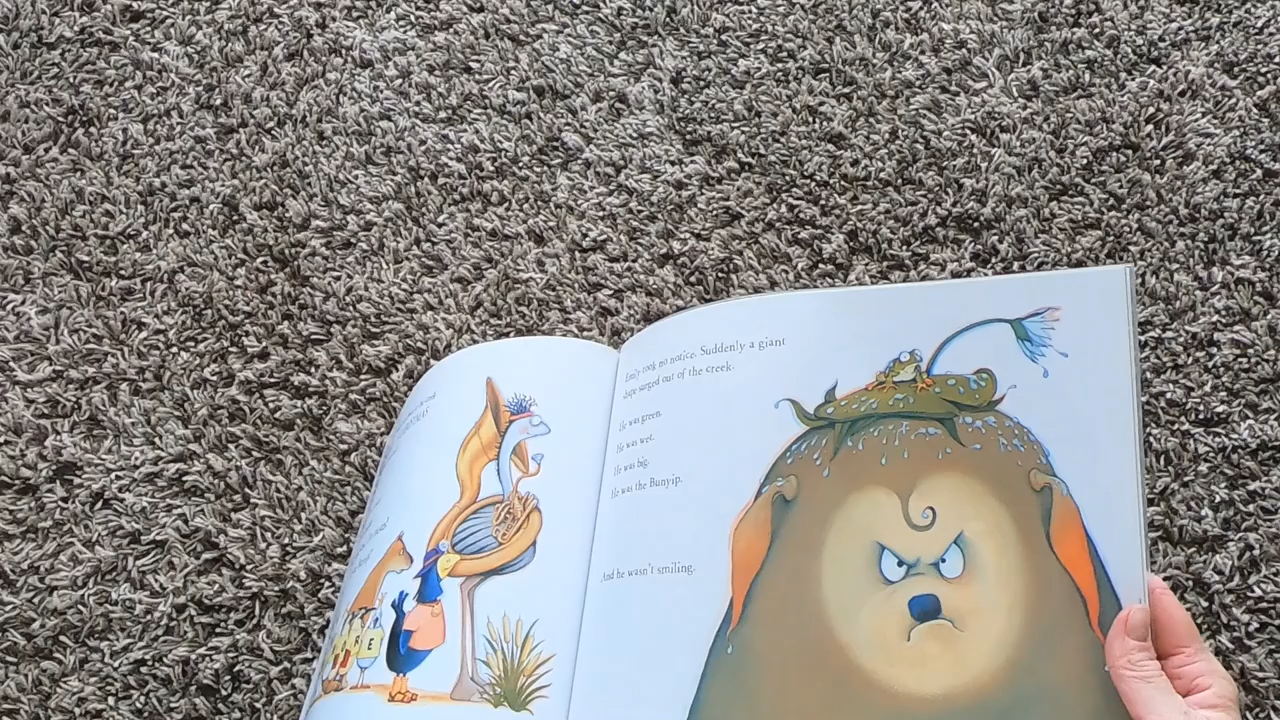 R E
Emily took no notice. Suddenly a giant
shape surged out of the creek.
He was green.
He was wet.
He was big.
He was the Bunyip.
And he wasn't smiling.